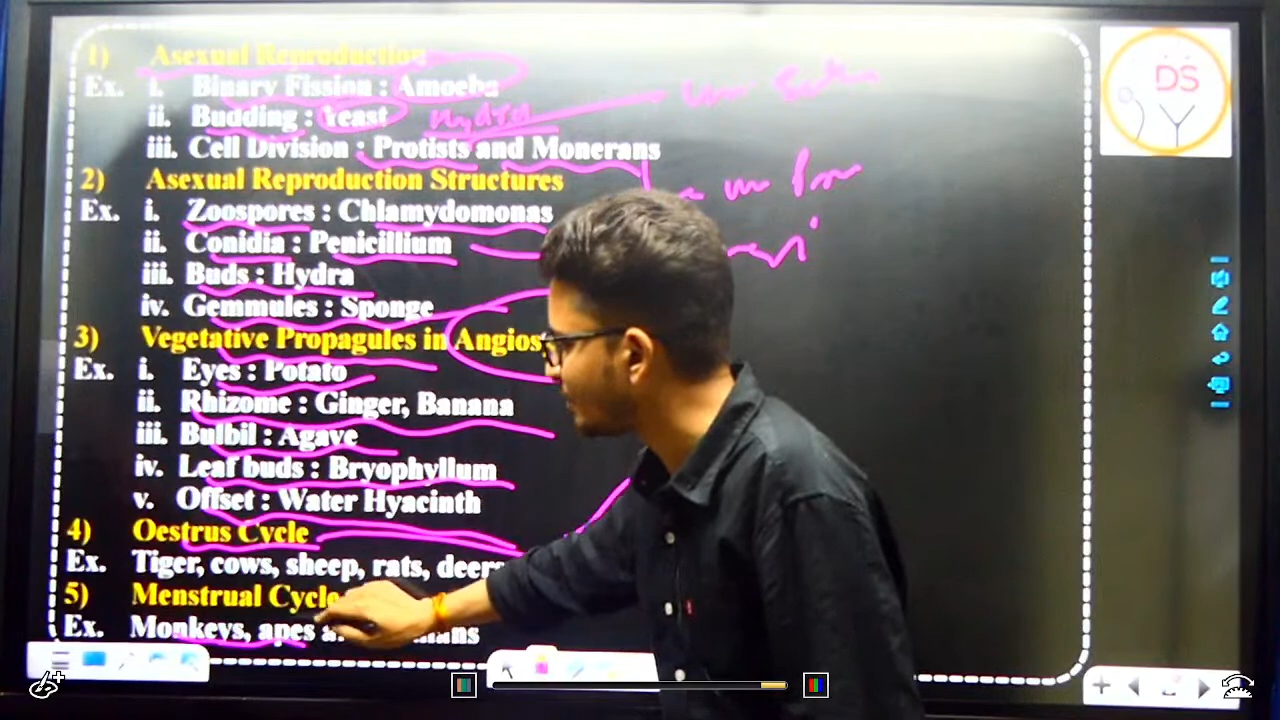 1) Asexual Reproduction
Ex. i. Binary Fission : Amoeba
ii. Budding : Yeast Hydra
iii. Cell Division : Protists and Monerans
2) Asexual Reproduction Structures
Ex. i. Zoospores : Chlamydomonas
ii. Conidia : Penicillium
iii. Buds : Hydra
iv. Gemmules : Sponge
3) Vegetative Propagules in Angios
Ex. i. Eyes : Potato
ii. Rhizome : Ginger, Banana
iii. Bulbil : Agave
iv. Leaf buds : Bryophyllum
v. Offset : Water Hyacinth
4) Oestrus Cycle
Ex. Tiger, cows, sheep, rats, deers
5) Menstrual Cycle
Ex. Monkeys, apes
DS
Y